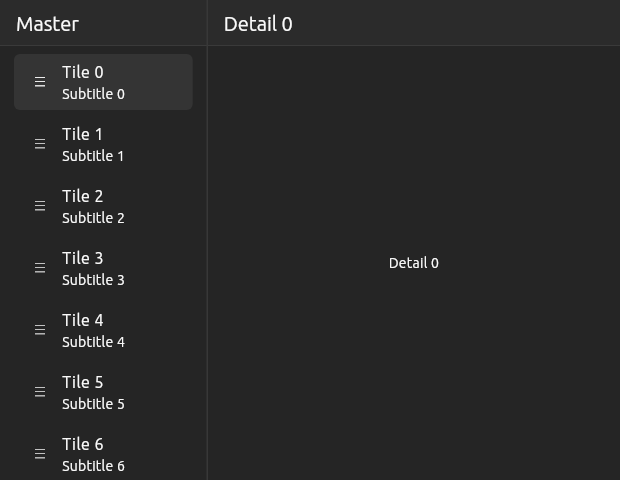 Master
Detail 0
Tile 0
Subtitle 0
Tile 1
Subtitle 1
Tile 2
Subtitle 2
Tile 3
Subtitle 3
Tile 4
Subtitle 4
Tile 5
Subtitle 5
Tile 6
Subtitle 6
Detail 0